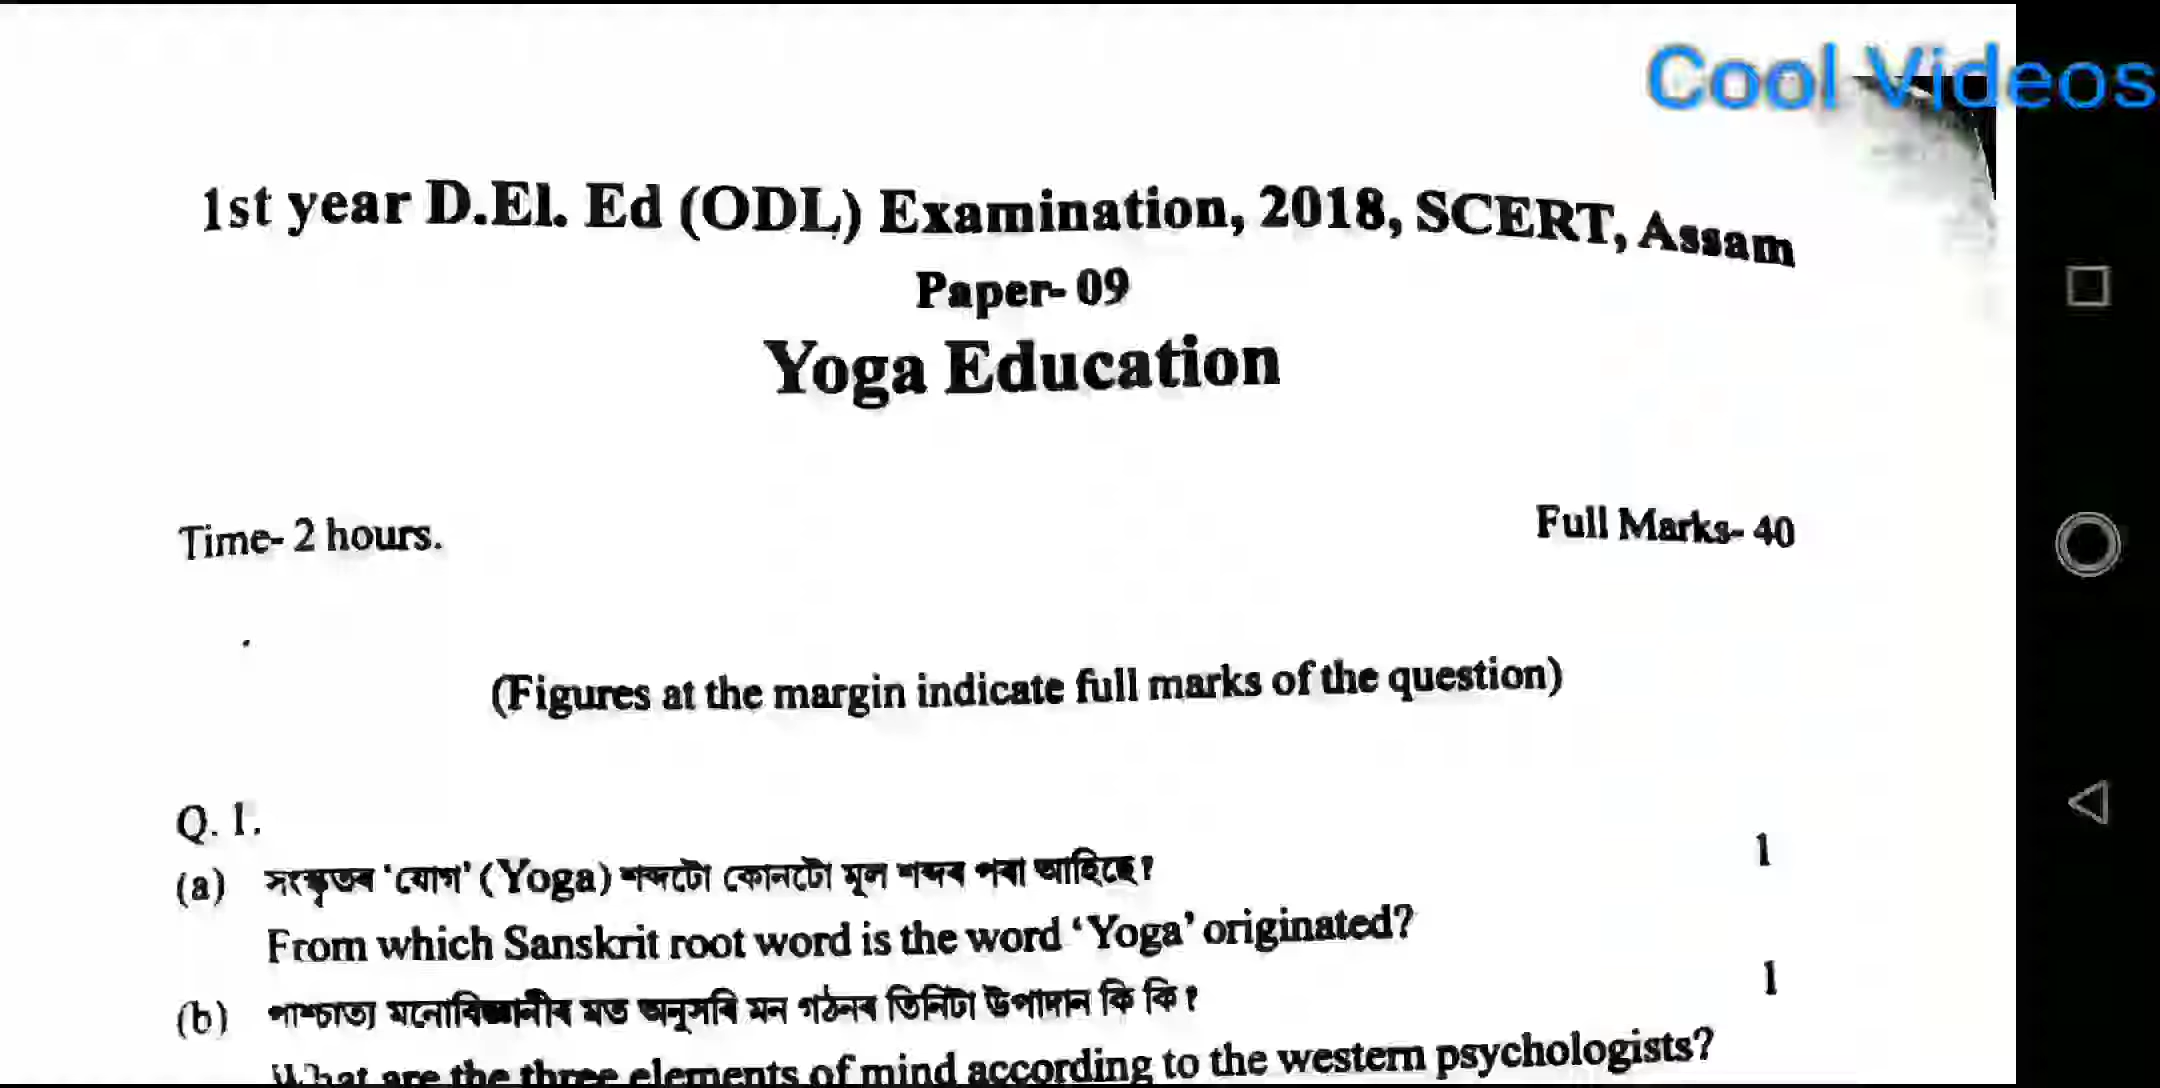 Cool Videos
1st year D.El. Ed (ODL) Examination, 2018, SCERT, Assam
Paper- 09
Yoga Education
Time- 2 hours.
Full Marks- 40
(Figures at the margin indicate full marks of the question)
Q. 1.
(a) সংস্কৃতৰ ‘যোগ’ (Yoga) শব্দটো কোনটো মূল শব্দৰ পৰা আহিছে? 1
From which Sanskrit root word is the word ‘Yoga’ originated?
(b) পাশ্চাত্য মনোবিজ্ঞানীৰ মত অনুসৰি মন গঠনৰ তিনিটা উপাদান কি কি? 1
What are the three elements of mind according to the western psychologists?